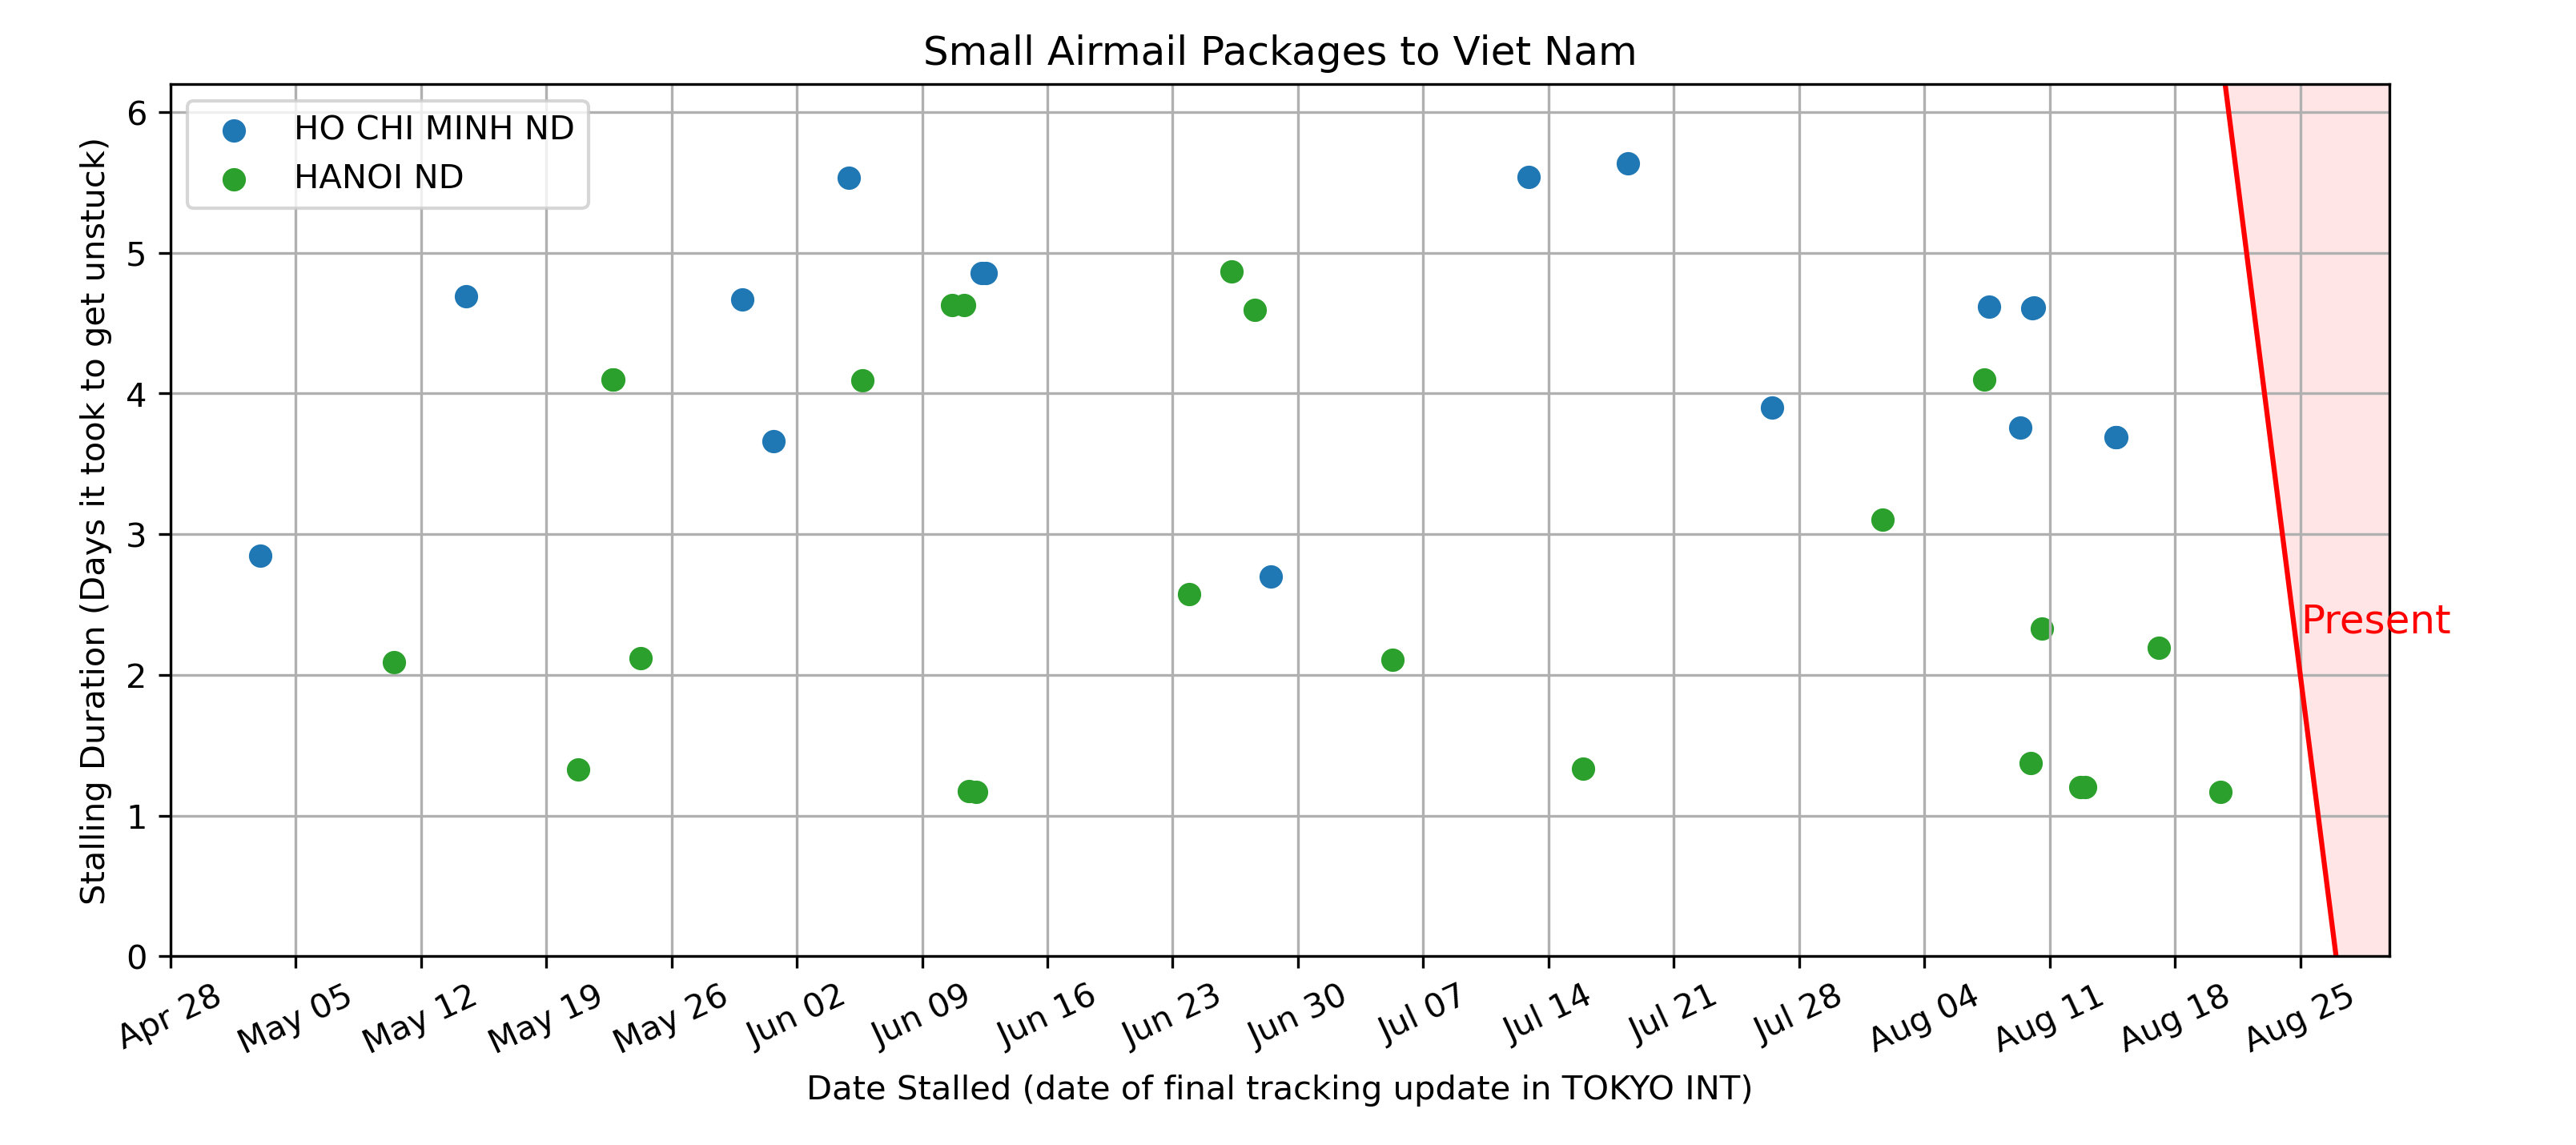 Small Airmail Packages to Viet Nam
HO CHI MINH ND
HANOI ND
Stalling Duration (Days it took to get unstuck)
6
5
4
3
2
1
0
Present
Apr 28
May 05
May 12
May 19
May 26
Jun 02
Jun 09
Jun 16
Jun 23
Jun 30
Jul 07
Jul 14
Jul 21
Jul 28
Aug 04
Aug 11
Aug 18
Aug 25
Date Stalled (date of final tracking update in TOKYO INT)